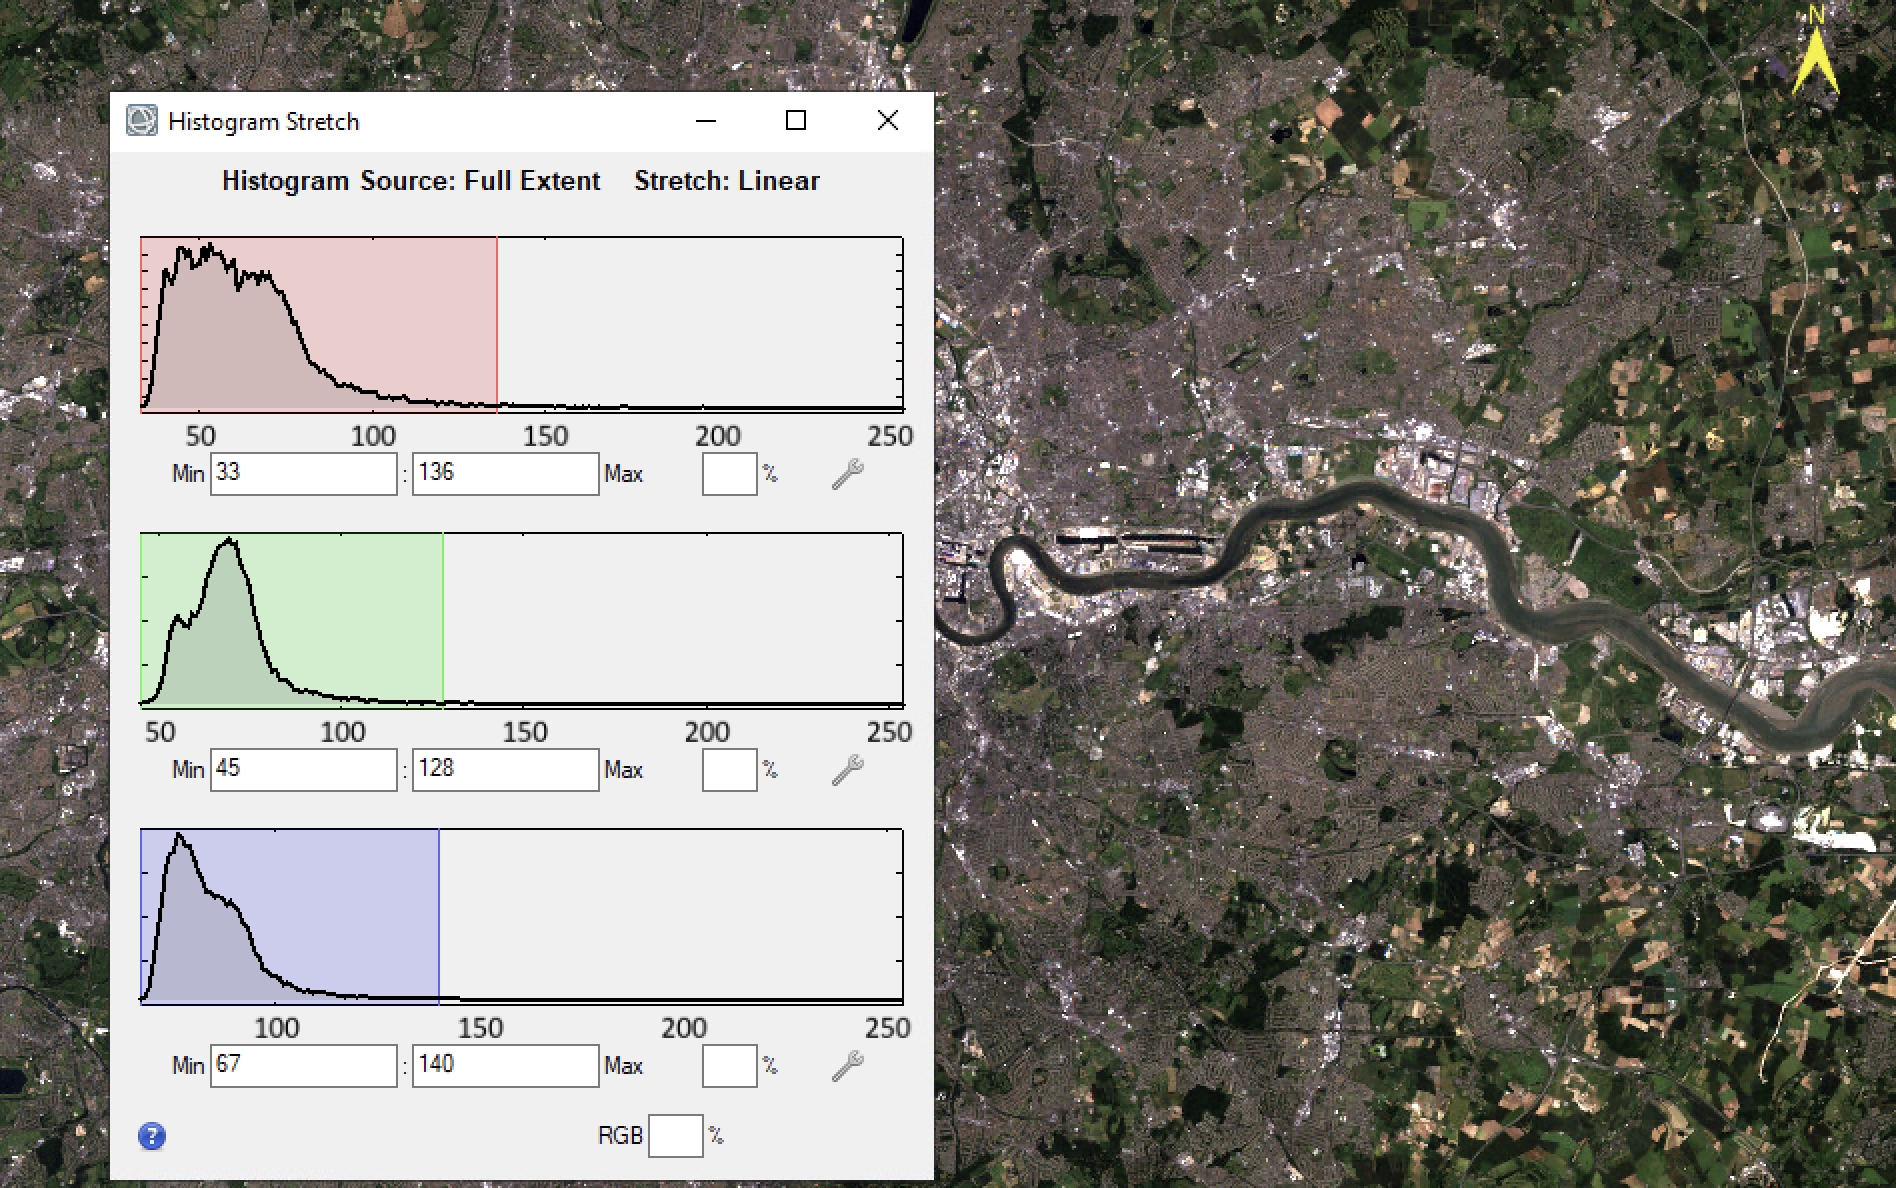 N
Histogram Stretch
Histogram Source: Full Extent Stretch: Linear
50 100 150 200 250
Min 33 : 136 Max %
50 100 150 200 250
Min 45 : 128 Max %
100 150 200 250
Min 67 : 140 Max %
? RGB %